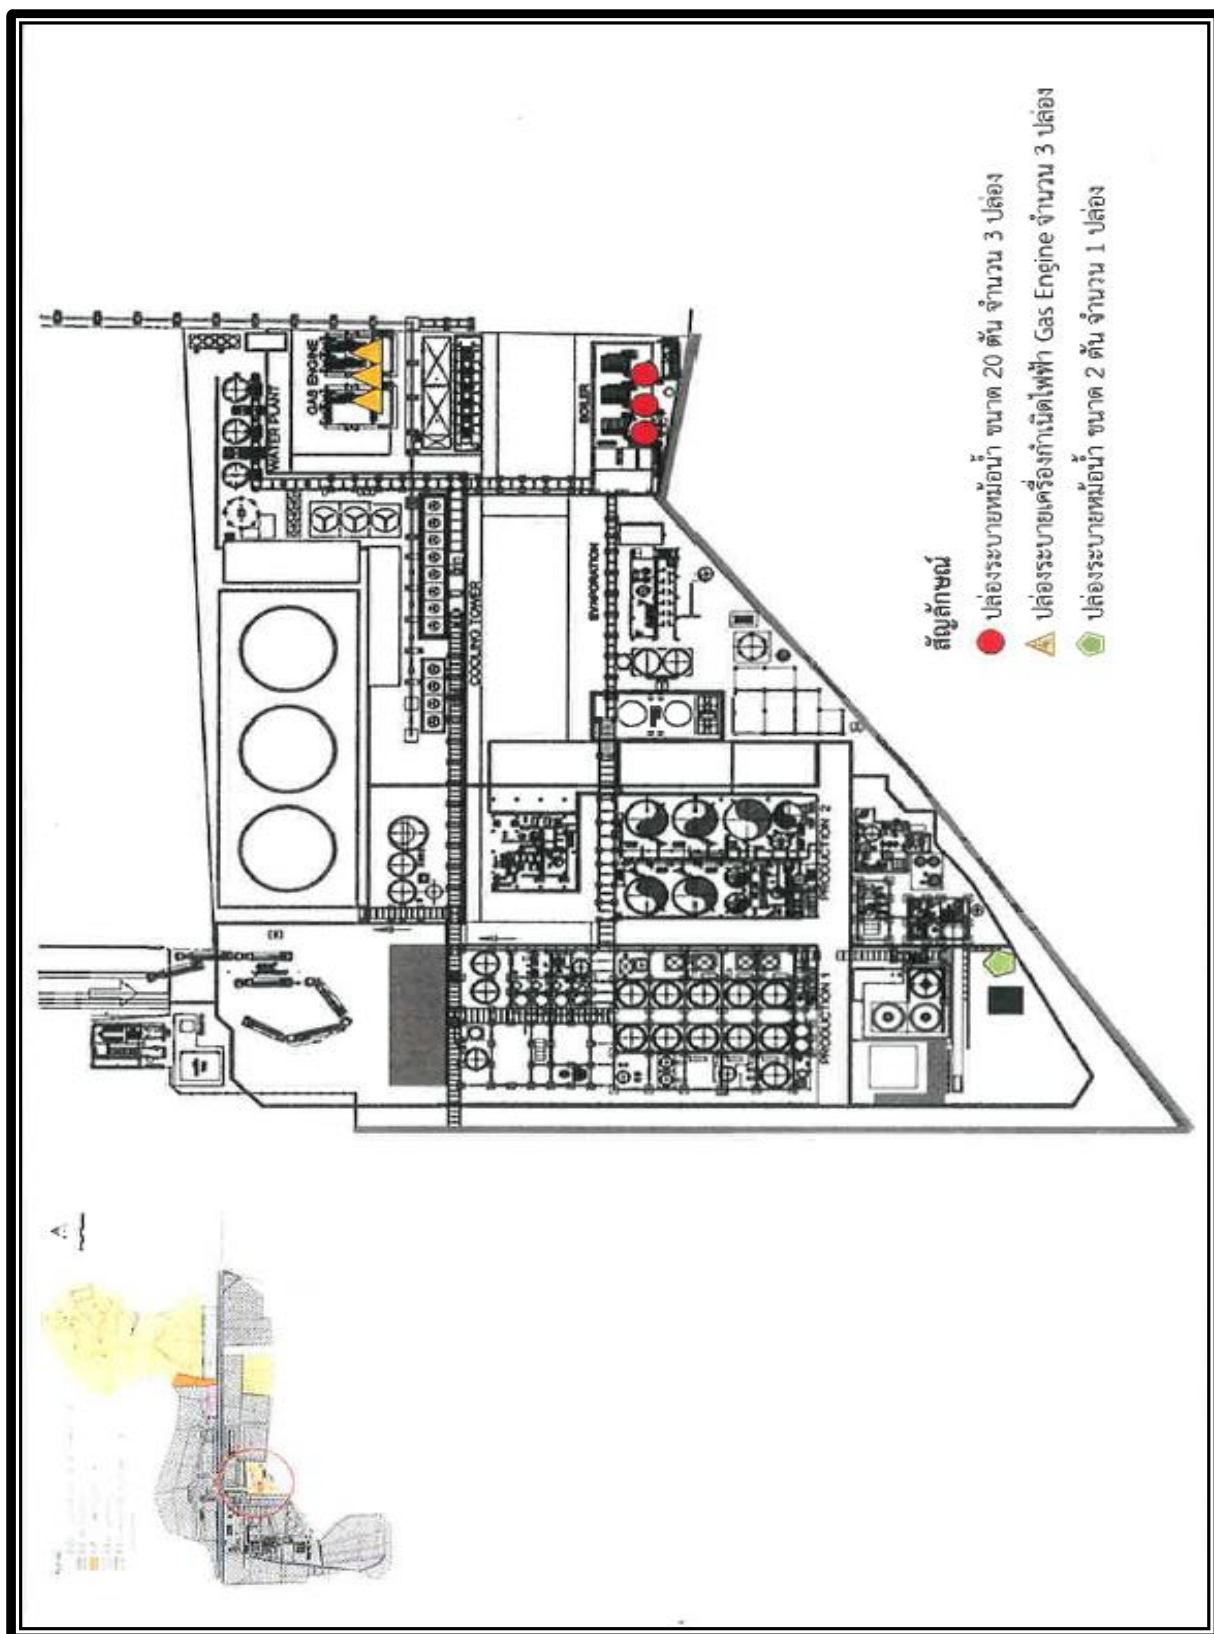 WATER PLANT
GAS ENGINE
BOILER
COOLING TOWER
EVAPORATION
PRODUCTION 2
PRODUCTION 1
สัญลักษณ์
ปล่องระบายหม้อน้ำ ขนาด 20 ตัน จำนวน 3 ปล่อง
ปล่องระบายเครื่องกำเนิดไฟฟ้า Gas Engine จำนวน 3 ปล่อง
ปล่องระบายหม้อน้ำ ขนาด 2 ตัน จำนวน 1 ปล่อง